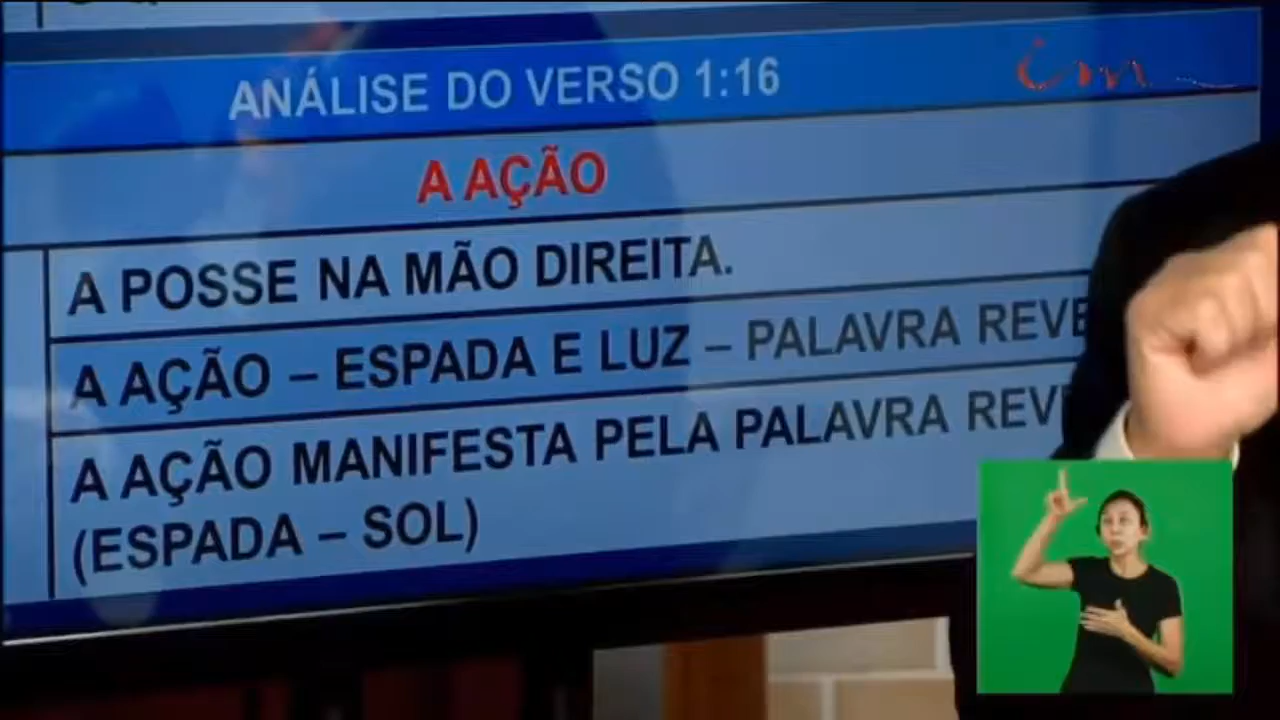 ANÁLISE DO VERSO 1:16
im
A AÇÃO
A POSSE NA MÃO DIREITA.
A AÇÃO – ESPADA E LUZ – PALAVRA
A AÇÃO MANIFESTA PELA PALAVRA
(ESPADA – SOL)